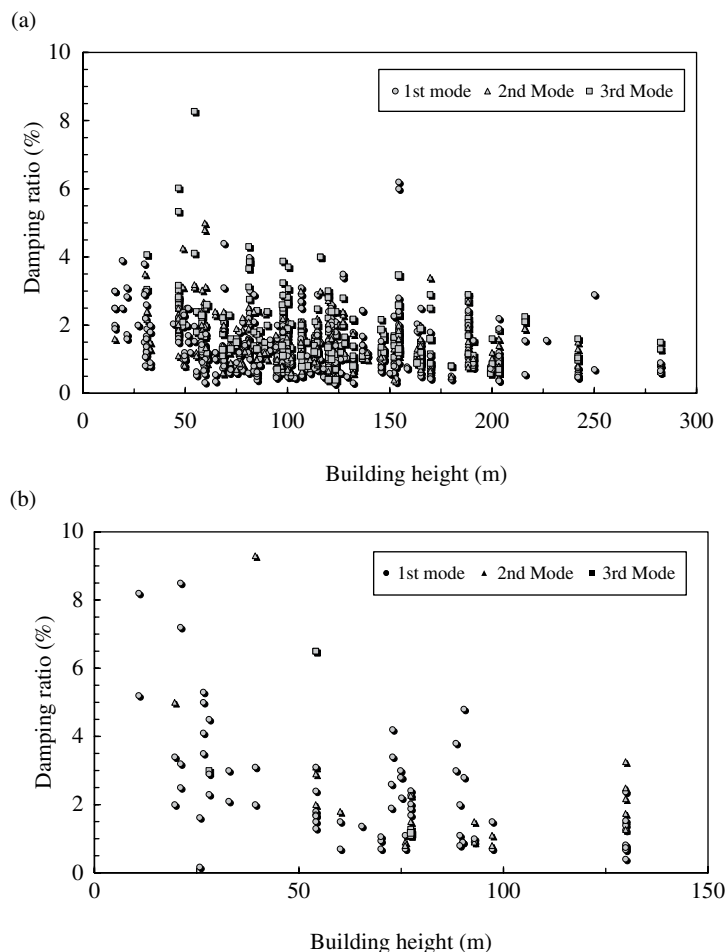 (a)
10
8
6
4
2
0
Damping ratio (%)
1st mode 2nd Mode 3rd Mode
0 50 100 150 200 250 300
Building height (m)
(b)
10
8
6
4
2
0
Damping ratio (%)
1st mode 2nd Mode 3rd Mode
0 50 100 150
Building height (m)